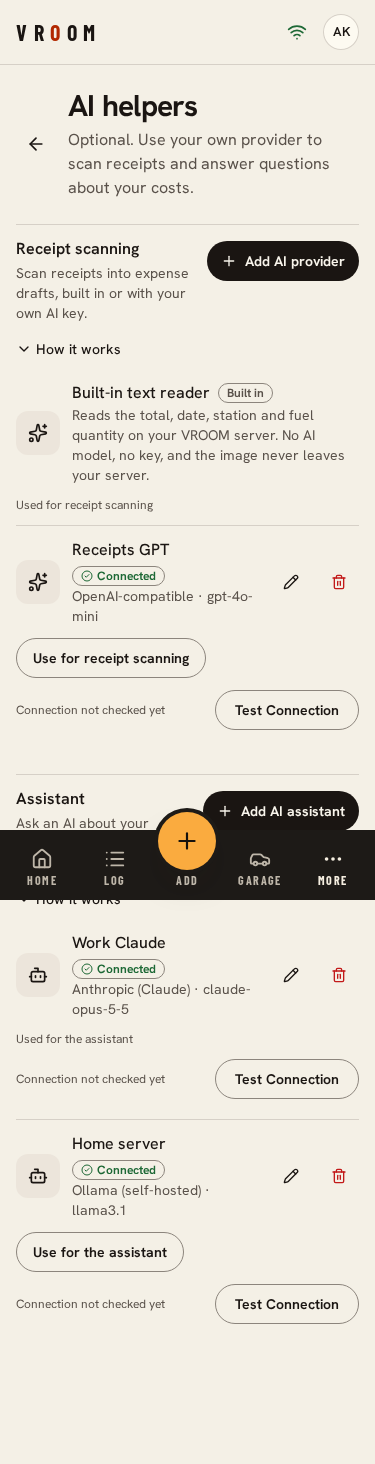 VROOM
AK
AI helpers
Optional. Use your own provider to
scan receipts and answer questions
about your costs.
Receipt scanning
Add AI provider
Scan receipts into expense
drafts, built in or with your
own AI key.
How it works
Built-in text reader
Built in
Reads the total, date, station and fuel
quantity on your VROOM server. No AI
model, no key, and the image never leaves
your server.
Used for receipt scanning
Receipts GPT
Connected
OpenAI-compatible · gpt-4o-
mini
Use for receipt scanning
Connection not checked yet
Test Connection
Assistant
Add AI assistant
Ask an AI about your
HOME
LOG
ADD
GARAGE
MORE
How it works
Work Claude
Connected
Anthropic (Claude) · claude-
opus-5-5
Used for the assistant
Connection not checked yet
Test Connection
Home server
Connected
Ollama (self-hosted) ·
llama3.1
Use for the assistant
Connection not checked yet
Test Connection